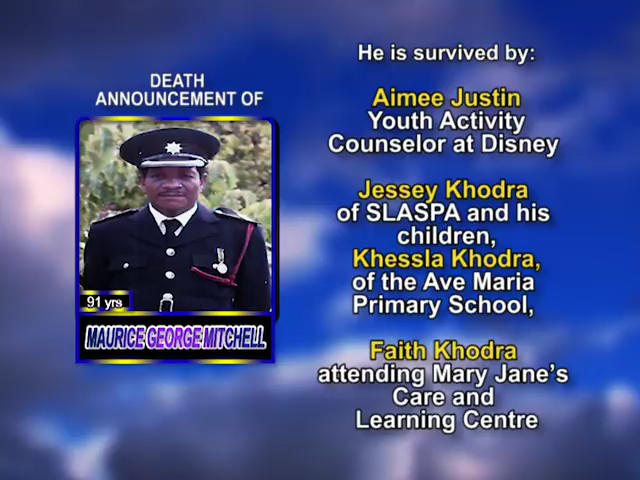 DEATH
ANNOUNCEMENT OF
91 yrs
MAURICE GEORGE MITCHELL
He is survived by:
Aimee Justin
Youth Activity
Counselor at Disney
Jessey Khodra
of SLASPA and his
children,
Khessla Khodra,
of the Ave Maria
Primary School,
Faith Khodra
attending Mary Jane's
Care and
Learning Centre